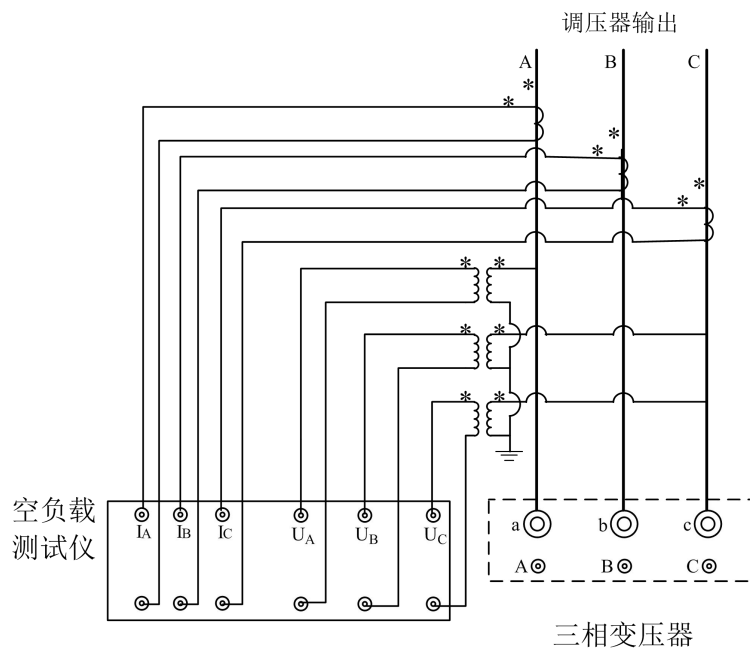 调压器输出
A B C
* * * * * *
* *
* *
* *
空负载
测试仪
IA IB IC UA UB UC
a b c
A B C
三相变压器